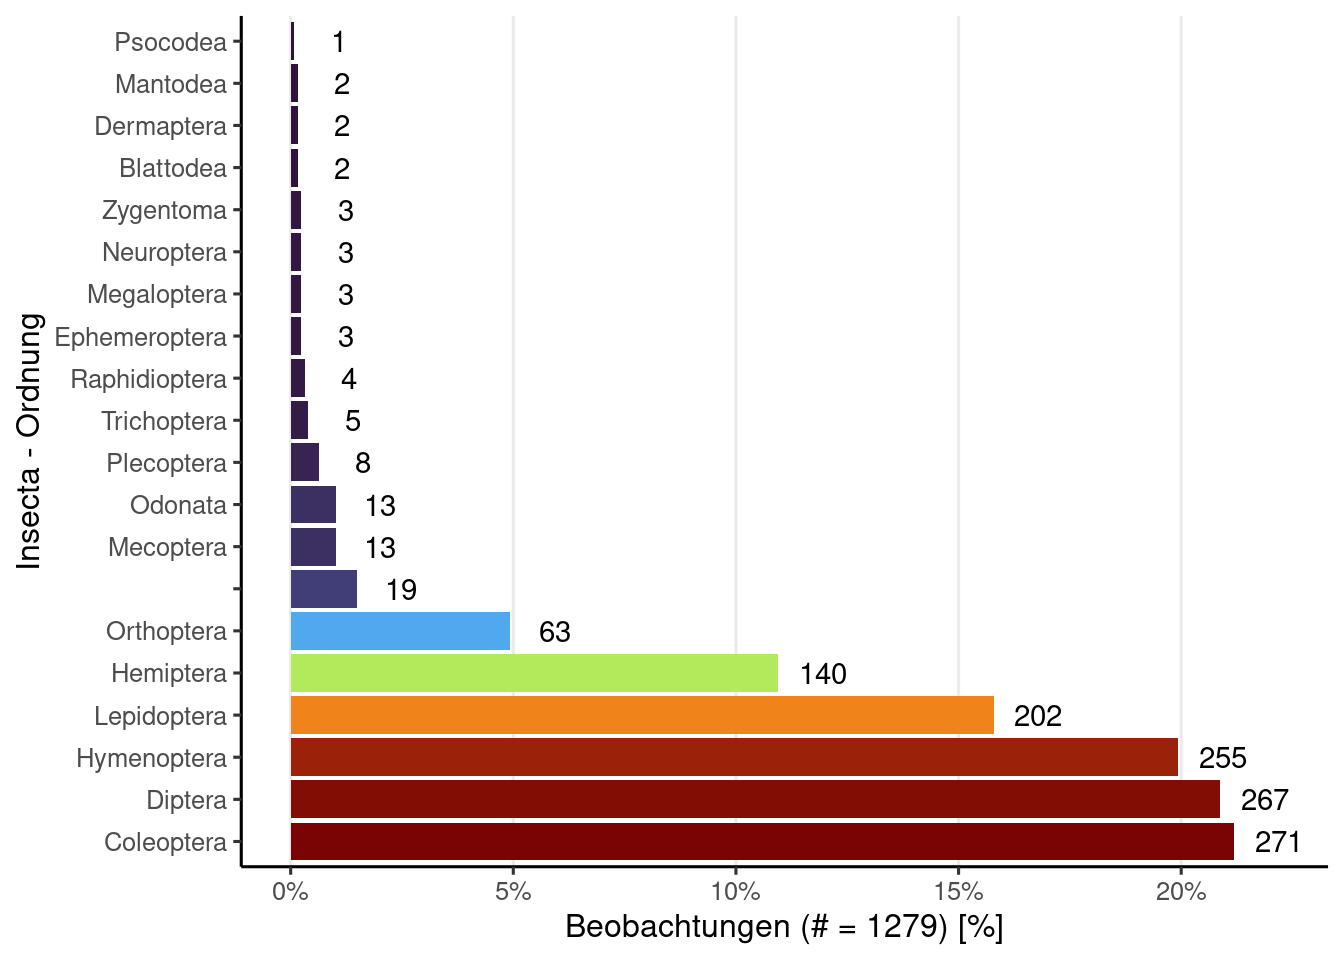 Psocodea 1
Mantodea 2
Dermaptera 2
Blattodea 2
Zygentoma 3
Neuroptera 3
Megaloptera 3
Ephemeroptera 3
Raphidioptera 4
Trichoptera 5
Plecoptera 8
Odonata 13
Mecoptera 13
19
Orthoptera 63
Hemiptera 140
Lepidoptera 202
Hymenoptera 255
Diptera 267
Coleoptera 271
0% 5% 10% 15% 20%
Beobachtungen (# = 1279) [%]
Insecta - Ordnung